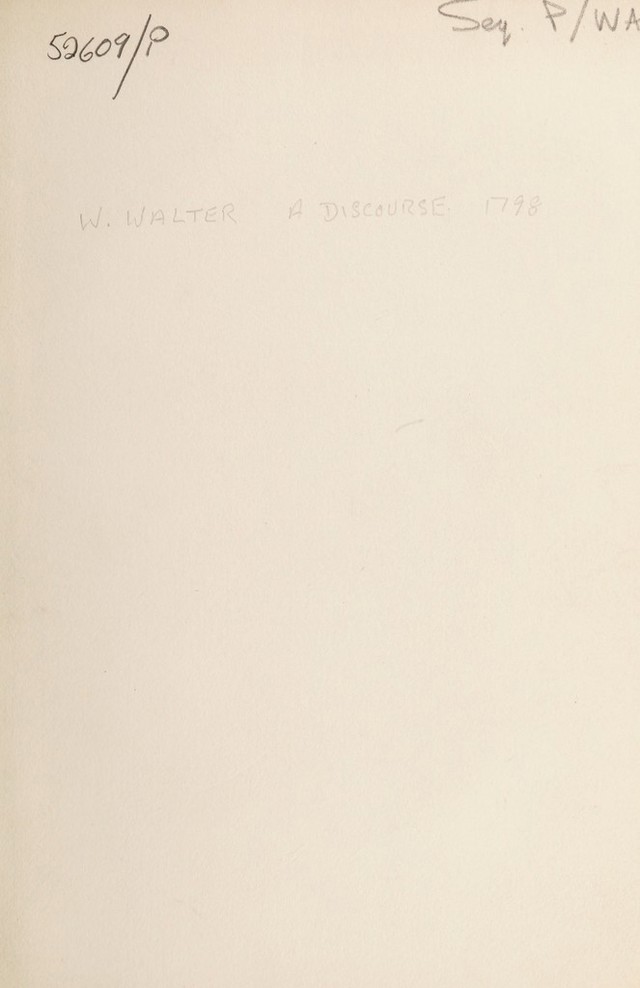 52609/P
Seq. P/WA
W. WALTER A DISCOURSE. 1798